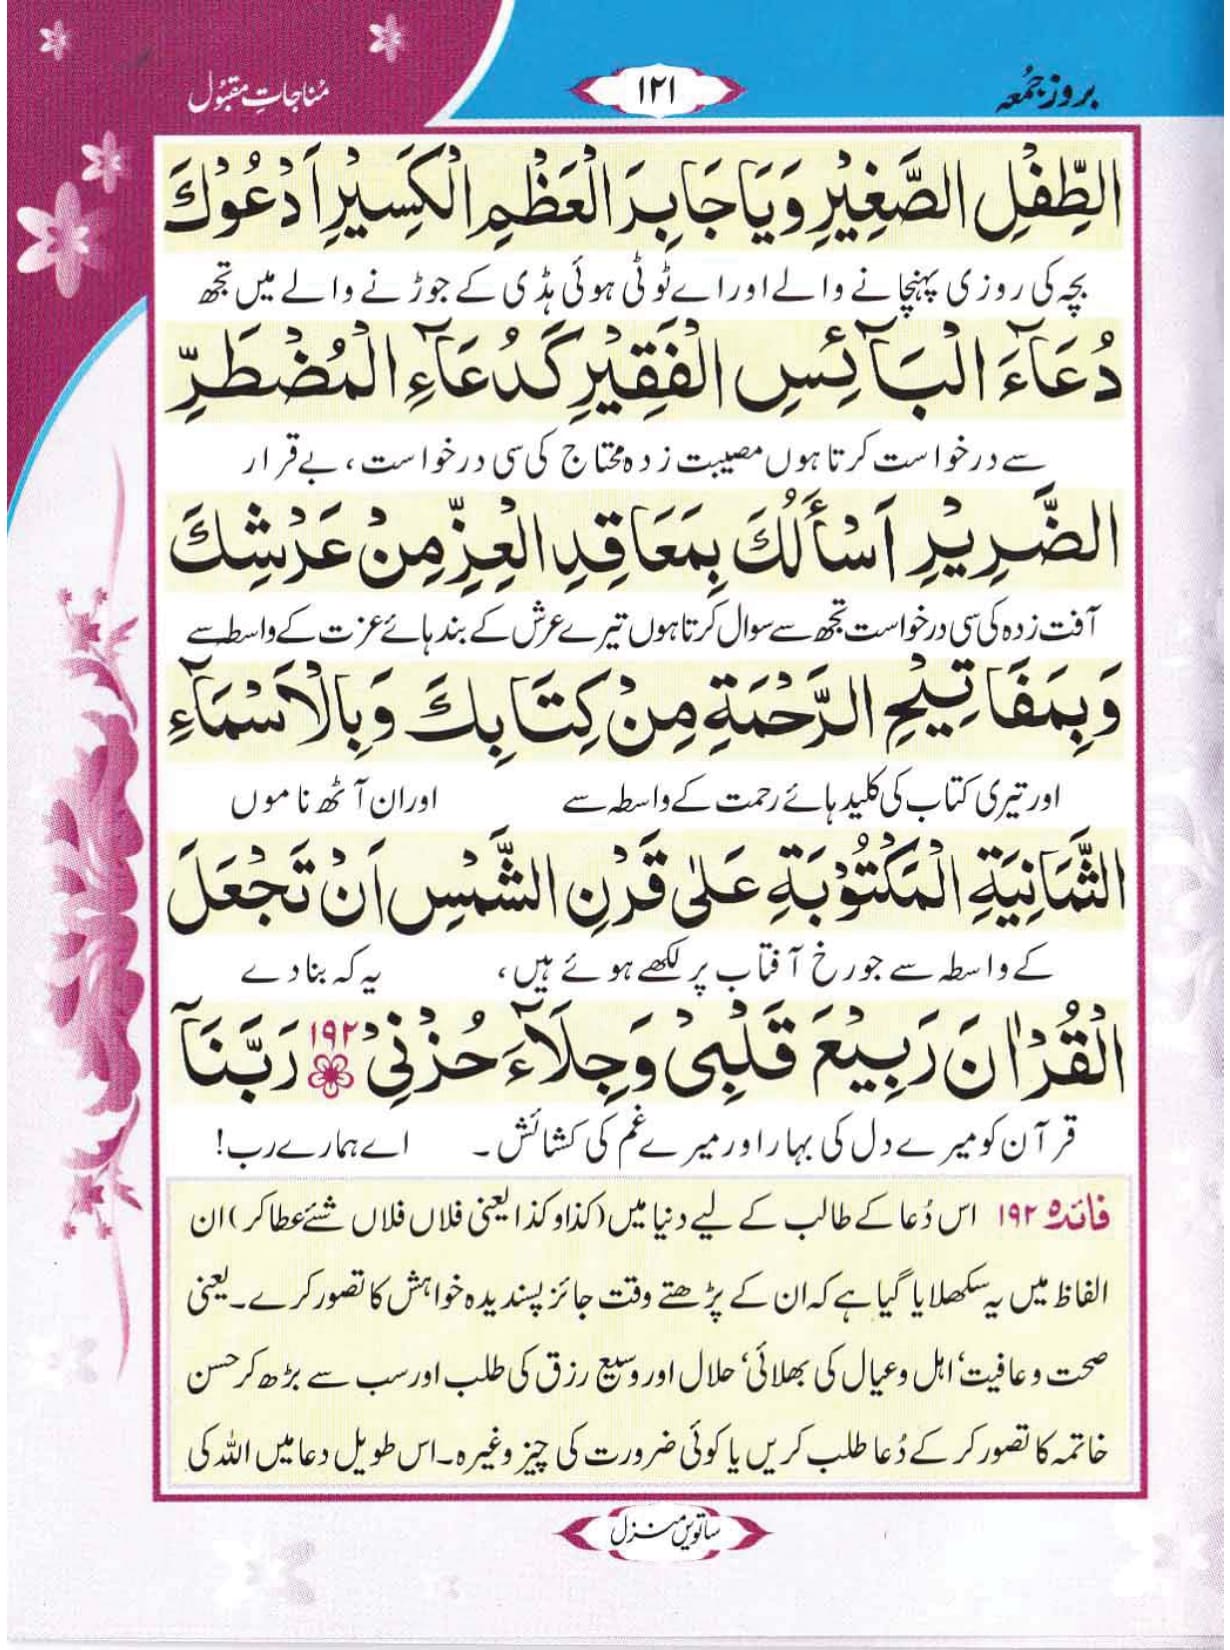 بروز جمعہ
۱۲۱
مُناجاتِ مقبُول
الطِّفْلِ الصَّغِيْرِ وَيَا جَابِرَ الْعَظْمِ الْكَسِيْرِ اَدْعُوْكَ
بچہ کی روزی پہنچانے والے اور اے ٹوٹی ہوئی ہڈی کے جوڑنے والے میں تجھ
دُعَآءَ الْبَآئِسِ الْفَقِيْرِ كَدُعَآءِ الْمُضْطَرِّ
سے درخواست کرتا ہوں مصیبت زدہ محتاج کی سی درخواست، بے قرار
الضَّرِيْرِ اَسْأَلُكَ بِمَعَاقِدِ الْعِزِّ مِنْ عَرْشِكَ
آفت زدہ کی سی درخواست تجھ سے سوال کرتا ہوں تیرے عرش کے بند ہائے عزت کے واسطہ سے
وَبِمَفَاتِيْحِ الرَّحْمَةِ مِنْ كِتَابِكَ وَبِالْاَسْمَآءِ
اور تیری کتاب کی کلید ہائے رحمت کے واسطہ سے اور ان آٹھ ناموں
الثَّمَانِيَةِ الْمَكْتُوْبَةِ عَلٰى قَرْنِ الشَّمْسِ اَنْ تَجْعَلَ
کے واسطہ سے جو رخ آفتاب پر لکھے ہوئے ہیں، یہ کہ بنادے
الْقُرْاٰنَ رَبِيْعَ قَلْبِىْ وَجِلَآءَ حُزْنِىْ ۱۹۲ رَبَّنَآ
قرآن کو میرے دل کی بہار اور میرے غم کی کشائش۔ اے ہمارے رب!
فائدہ ۱۹۲ اس دُعا کے طالب کے لیے دنیا میں (کذا و کذا یعنی فلاں فلاں شئے عطا کر) ان
الفاظ میں یہ سکھلایا گیا ہے کہ ان کے پڑھتے وقت جائز پسندیدہ خواہش کا تصور کرے۔ یعنی
صحت و عافیت‘ اہل و عیال کی بھلائی‘ حلال اور وسیع رزق کی طلب اور سب سے بڑھ کر حسن
خاتمہ کا تصور کر کے دُعا طلب کریں یا کوئی ضرورت کی چیز وغیرہ۔ اس طویل دعا میں اللہ کی
ساتویں منزل